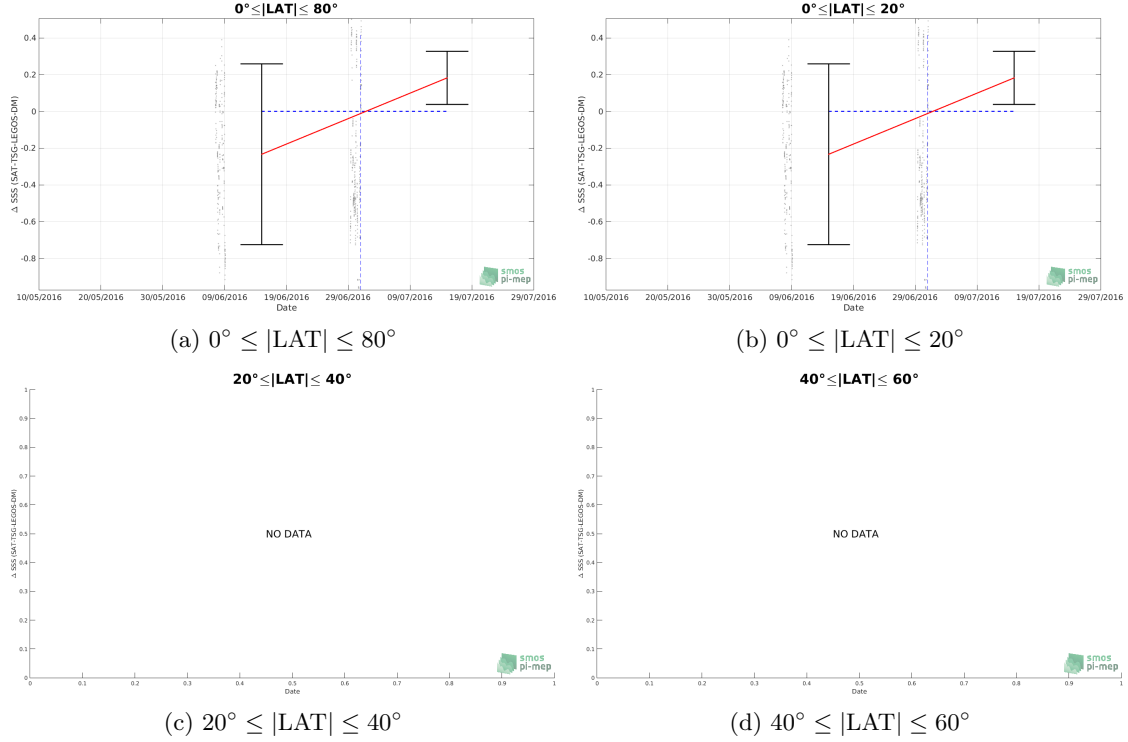 0°≤|LAT|≤ 80°
Δ SSS (SAT-TSG-LEGOS-DM)
0.4
0.2
0
-0.2
-0.4
-0.6
-0.8
10/05/2016 20/05/2016 30/05/2016 09/06/2016 19/06/2016 29/06/2016 09/07/2016 19/07/2016 29/07/2016
Date
smos
pi-mep
(a) 0° ≤ |LAT| ≤ 80°
0°≤|LAT|≤ 20°
Δ SSS (SAT-TSG-LEGOS-DM)
0.4
0.2
0
-0.2
-0.4
-0.6
-0.8
10/05/2016 20/05/2016 30/05/2016 09/06/2016 19/06/2016 29/06/2016 09/07/2016 19/07/2016 29/07/2016
Date
smos
pi-mep
(b) 0° ≤ |LAT| ≤ 20°
20°≤|LAT|≤ 40°
Δ SSS (SAT-TSG-LEGOS-DM)
1
0.9
0.8
0.7
0.6
0.5
0.4
0.3
0.2
0.1
0
NO DATA
0 0.1 0.2 0.3 0.4 0.5 0.6 0.7 0.8 0.9 1
Date
smos
pi-mep
(c) 20° ≤ |LAT| ≤ 40°
40°≤|LAT|≤ 60°
Δ SSS (SAT-TSG-LEGOS-DM)
1
0.9
0.8
0.7
0.6
0.5
0.4
0.3
0.2
0.1
0
NO DATA
0 0.1 0.2 0.3 0.4 0.5 0.6 0.7 0.8 0.9 1
Date
smos
pi-mep
(d) 40° ≤ |LAT| ≤ 60°